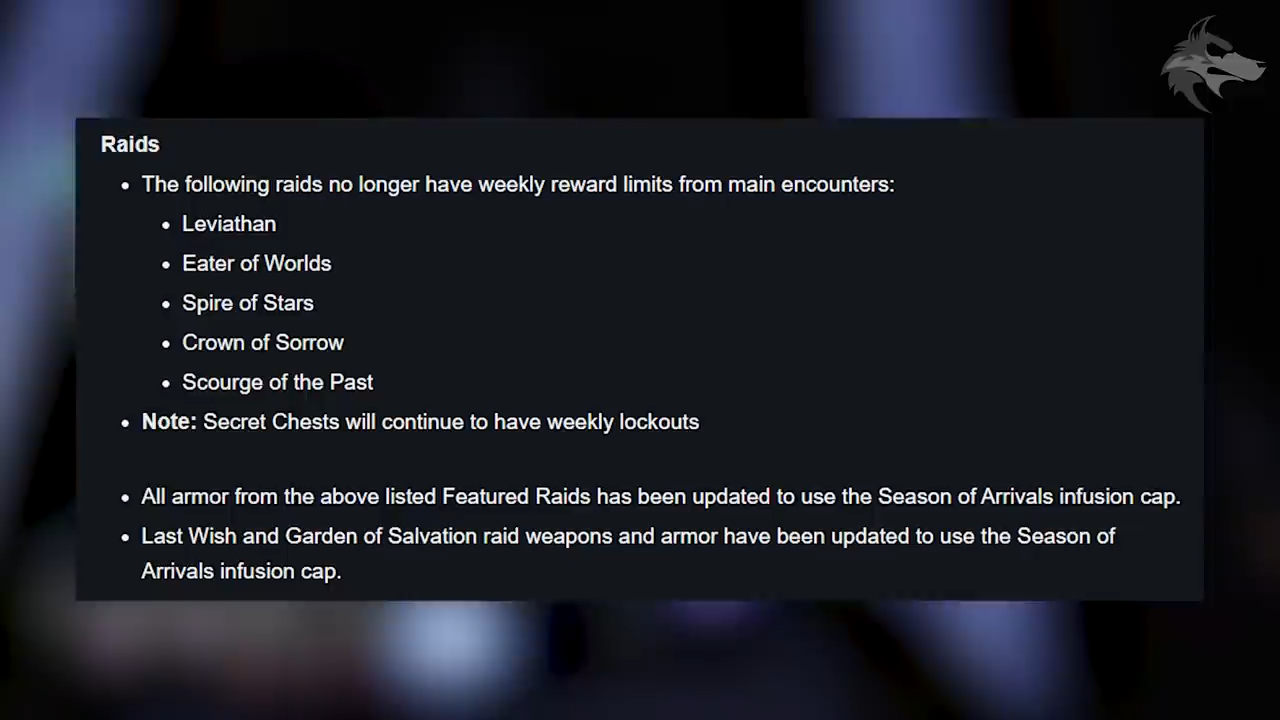 Raids
The following raids no longer have weekly reward limits from main encounters:
Leviathan
Eater of Worlds
Spire of Stars
Crown of Sorrow
Scourge of the Past
Note: Secret Chests will continue to have weekly lockouts
All armor from the above listed Featured Raids has been updated to use the Season of Arrivals infusion cap.
Last Wish and Garden of Salvation raid weapons and armor have been updated to use the Season of
Arrivals infusion cap.